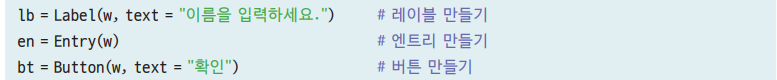 lb = Label(w, text = "이름을 입력하세요.") # 레이블 만들기
en = Entry(w) # 엔트리 만들기
bt = Button(w, text = "확인") # 버튼 만들기